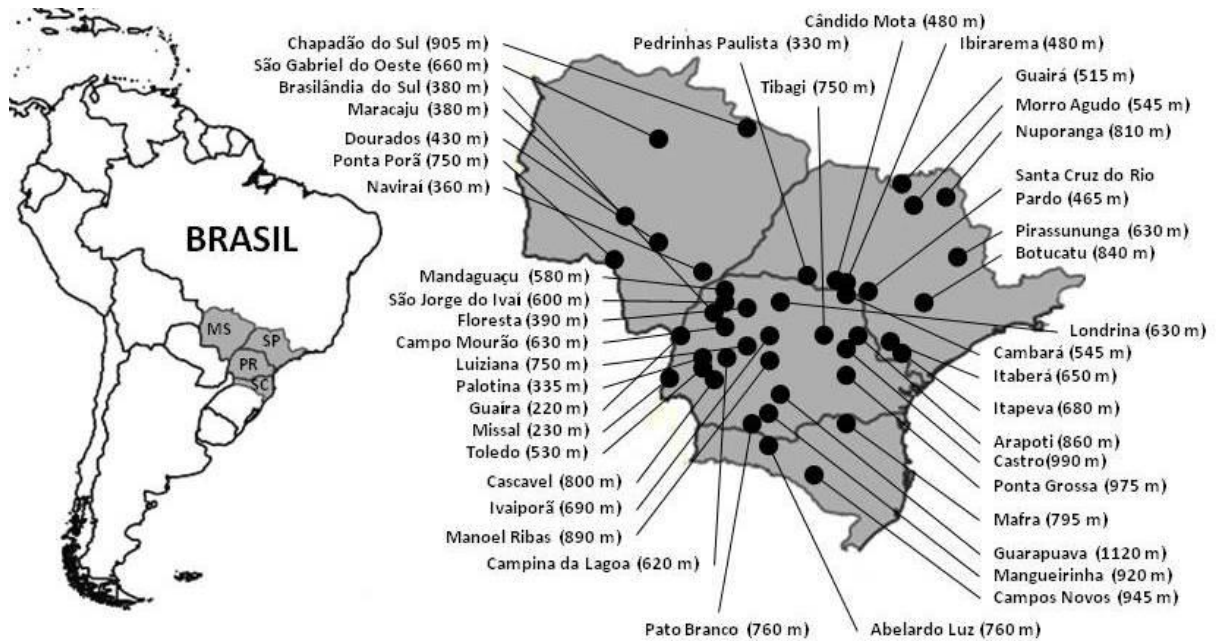 BRASIL
MS
SP
PR
SC
Chapadão do Sul (905 m)
São Gabriel do Oeste (660 m)
Brasilândia do Sul (380 m)
Maracaju (380 m)
Dourados (430 m)
Ponta Porã (750 m)
Naviraí (360 m)
Mandaguaçu (580 m)
São Jorge do Ivaí (600 m)
Floresta (390 m)
Campo Mourão (630 m)
Luiziana (750 m)
Palotina (335 m)
Guaíra (220 m)
Missal (230 m)
Toledo (530 m)
Cascavel (800 m)
Ivaiporã (690 m)
Manoel Ribas (890 m)
Campina da Lagoa (620 m)
Pato Branco (760 m)
Abelardo Luz (760 m)
Cândido Mota (480 m)
Pedrinhas Paulista (330 m)
Ibirarema (480 m)
Tibagi (750 m)
Guairá (515 m)
Morro Agudo (545 m)
Nuporanga (810 m)
Santa Cruz do Rio
Pardo (465 m)
Pirassununga (630 m)
Botucatu (840 m)
Londrina (630 m)
Cambará (545 m)
Itaberá (650 m)
Itapeva (680 m)
Arapoti (860 m)
Castro(990 m)
Ponta Grossa (975 m)
Mafra (795 m)
Guarapuava (1120 m)
Mangueirinha (920 m)
Campos Novos (945 m)